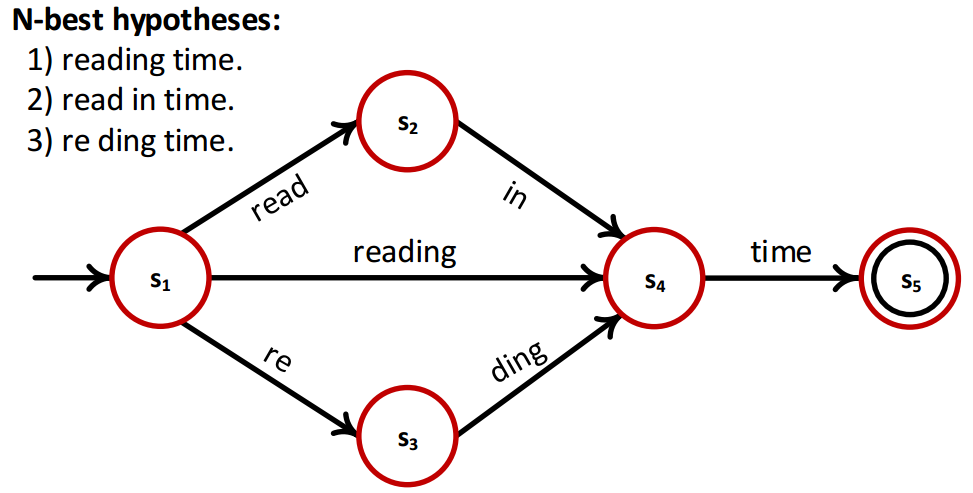 N-best hypotheses:
1) reading time.
2) read in time.
3) re ding time.
s₂
read
in
reading
time
s₁
s₄
s₅
re
ding
s₃